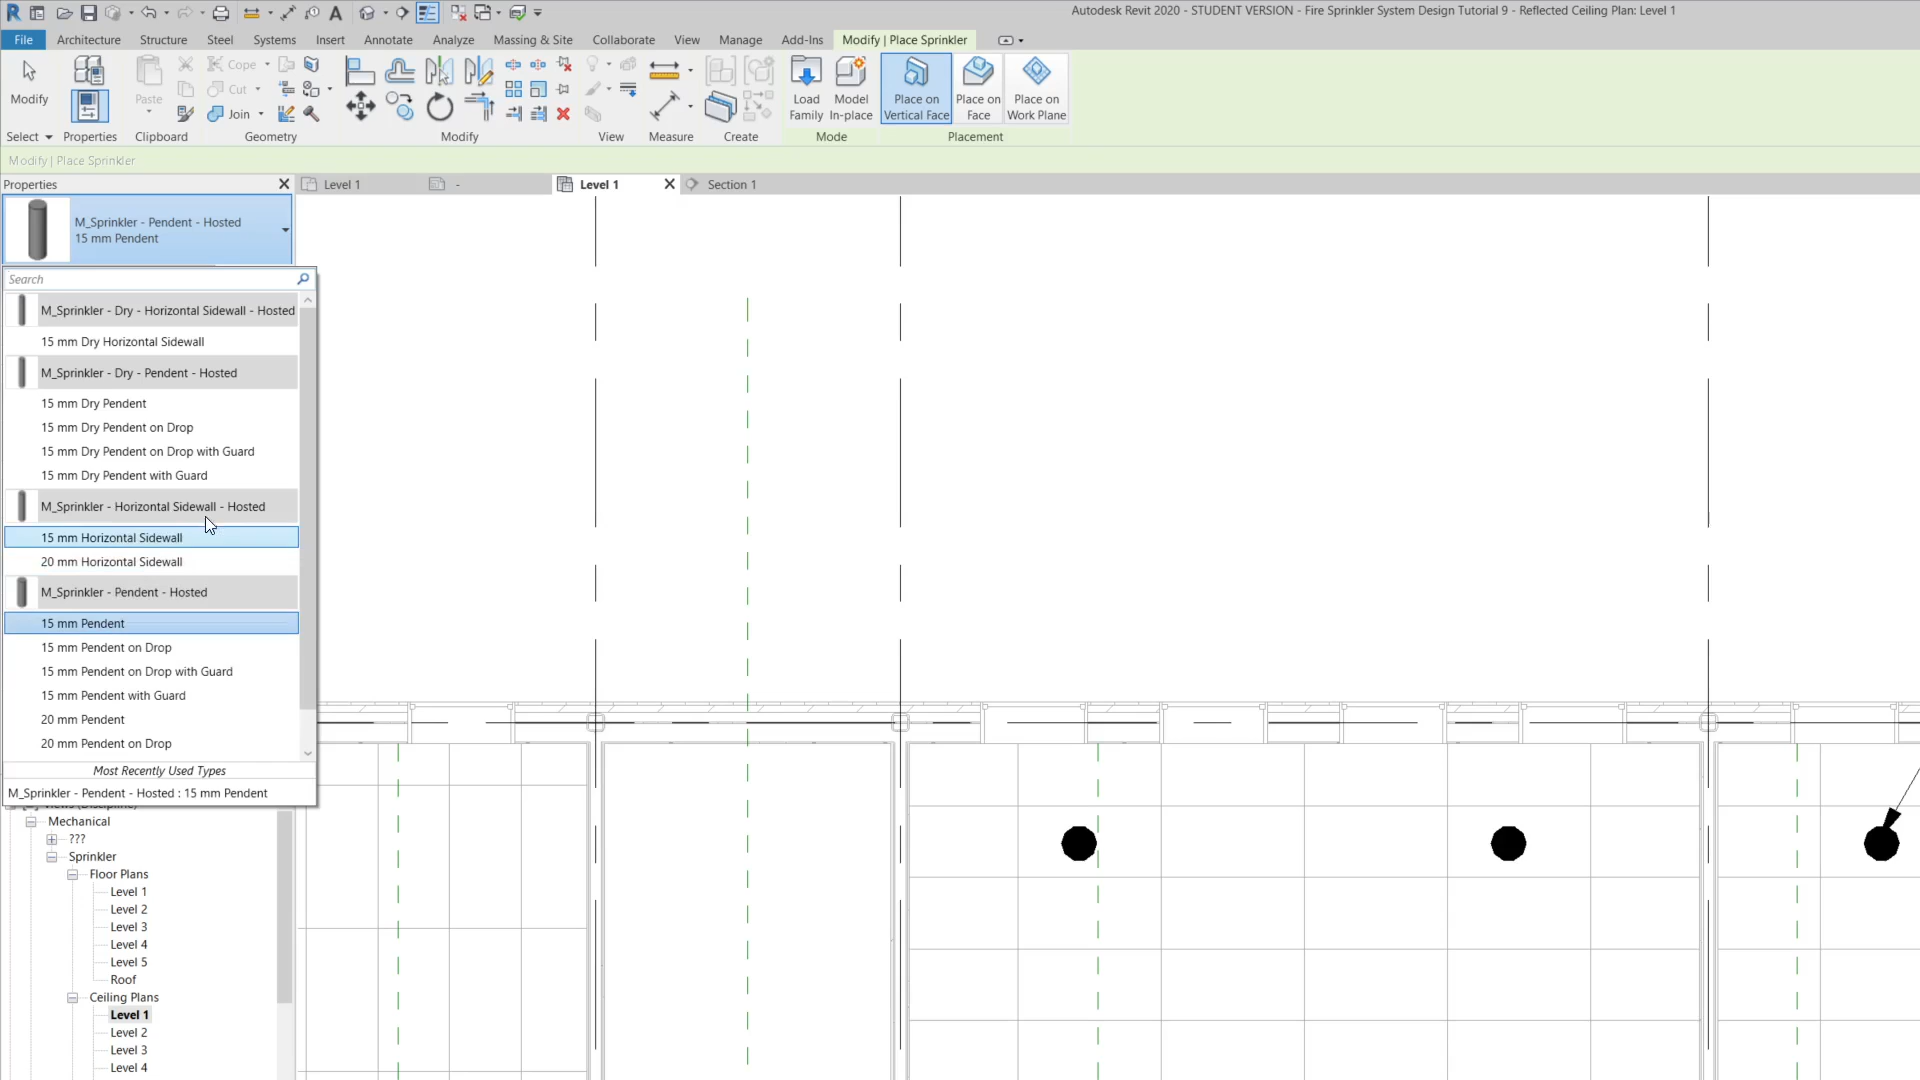 Autodesk Revit 2020 - STUDENT VERSION - Fire Sprinkler System Design Tutorial 9 - Reflected Ceiling Plan: Level 1
File Architecture Structure Steel Systems Insert Annotate Analyze Massing & Site Collaborate View Manage Add-Ins Modify | Place Sprinkler
Modify
Paste
Cope
Cut
Join
Load Family
Model In-place
Place on Vertical Face
Place on Face
Place on Work Plane
Select Properties Clipboard Geometry Modify View Measure Create Mode Placement
Modify | Place Sprinkler
Properties
Level 1
-
Level 1
Section 1
M_Sprinkler - Pendent - Hosted
15 mm Pendent
Search
M_Sprinkler - Dry - Horizontal Sidewall - Hosted
15 mm Dry Horizontal Sidewall
M_Sprinkler - Dry - Pendent - Hosted
15 mm Dry Pendent
15 mm Dry Pendent on Drop
15 mm Dry Pendent on Drop with Guard
15 mm Dry Pendent with Guard
M_Sprinkler - Horizontal Sidewall - Hosted
15 mm Horizontal Sidewall
20 mm Horizontal Sidewall
M_Sprinkler - Pendent - Hosted
15 mm Pendent
15 mm Pendent on Drop
15 mm Pendent on Drop with Guard
15 mm Pendent with Guard
20 mm Pendent
20 mm Pendent on Drop
Most Recently Used Types
M_Sprinkler - Pendent - Hosted : 15 mm Pendent
Mechanical
???
Sprinkler
Floor Plans
Level 1
Level 2
Level 3
Level 4
Level 5
Roof
Ceiling Plans
Level 1
Level 2
Level 3
Level 4